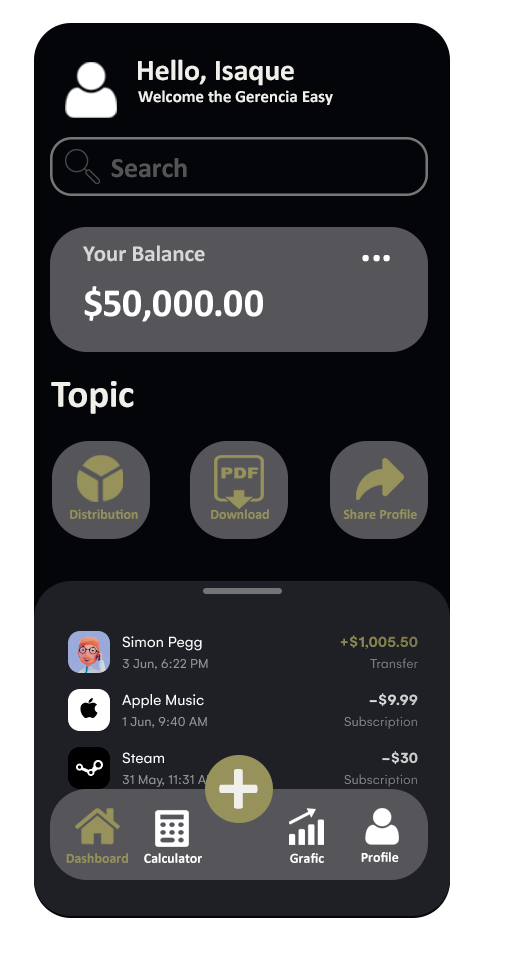 Hello, Isaque
Welcome the Gerencia Easy
Search
Your Balance
$50,000.00
Topic
Distribution
PDF
Download
Share Profile
Simon Pegg
+$1,005.50
3 Jun, 6:22 PM
Transfer
Apple Music
–$9.99
1 Jun, 9:40 AM
Subscription
Steam
–$30
31 May, 11:31 A
Subscription
Dashboard
Calculator
Grafic
Profile